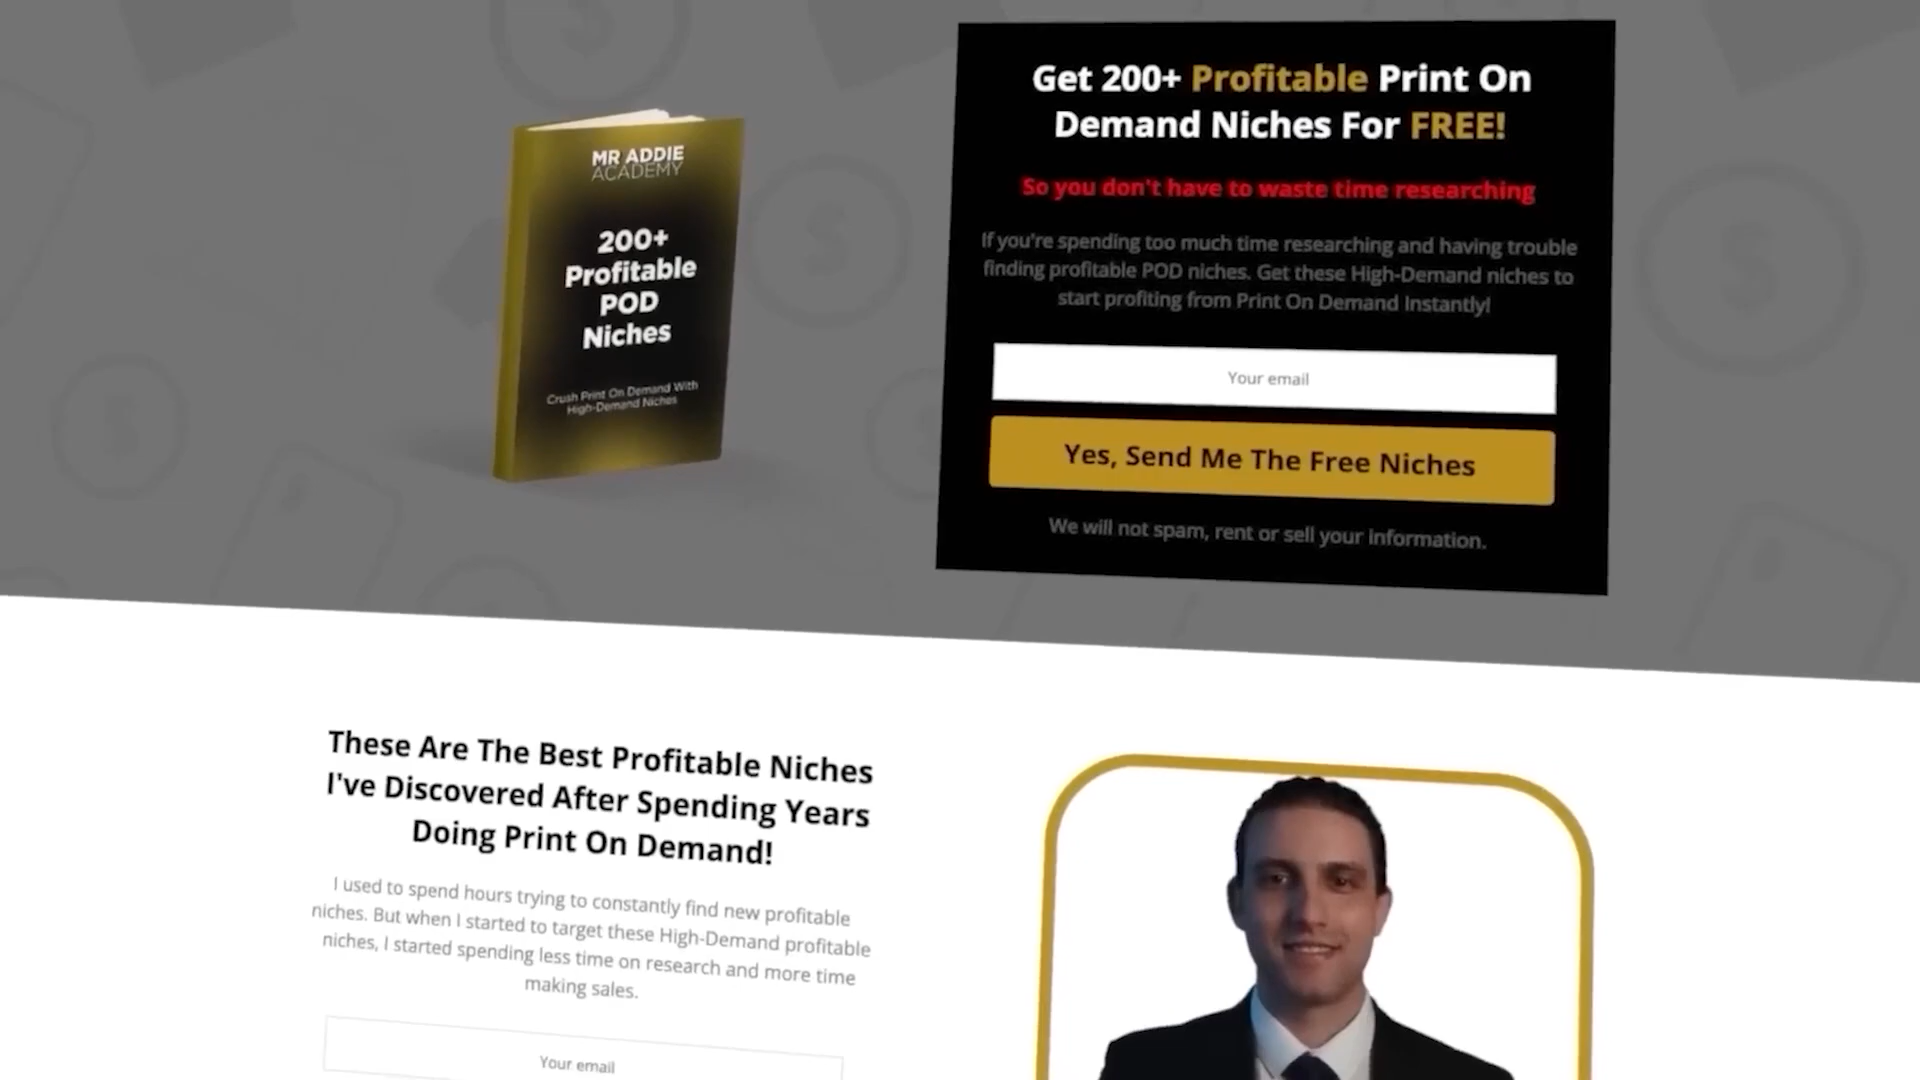 MR ADDIE
ACADEMY
200+
Profitable
POD
Niches
Crush Print On Demand With
High-Demand Niches
Get 200+ Profitable Print On
Demand Niches For FREE!
So you don't have to waste time researching
If you're spending too much time researching and having trouble
finding profitable POD niches. Get these High-Demand niches to
start profiting from Print On Demand Instantly!
Your email
Yes, Send Me The Free Niches
We will not spam, rent or sell your information.
These Are The Best Profitable Niches
I've Discovered After Spending Years
Doing Print On Demand!
I used to spend hours trying to constantly find new profitable
niches. But when I started to target these High-Demand profitable
niches, I started spending less time on research and more time
making sales.
Your email